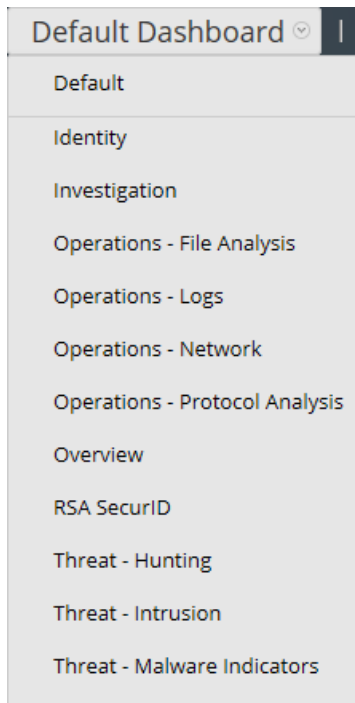 Default Dashboard
Default
Identity
Investigation
Operations - File Analysis
Operations - Logs
Operations - Network
Operations - Protocol Analysis
Overview
RSA SecurID
Threat - Hunting
Threat - Intrusion
Threat - Malware Indicators